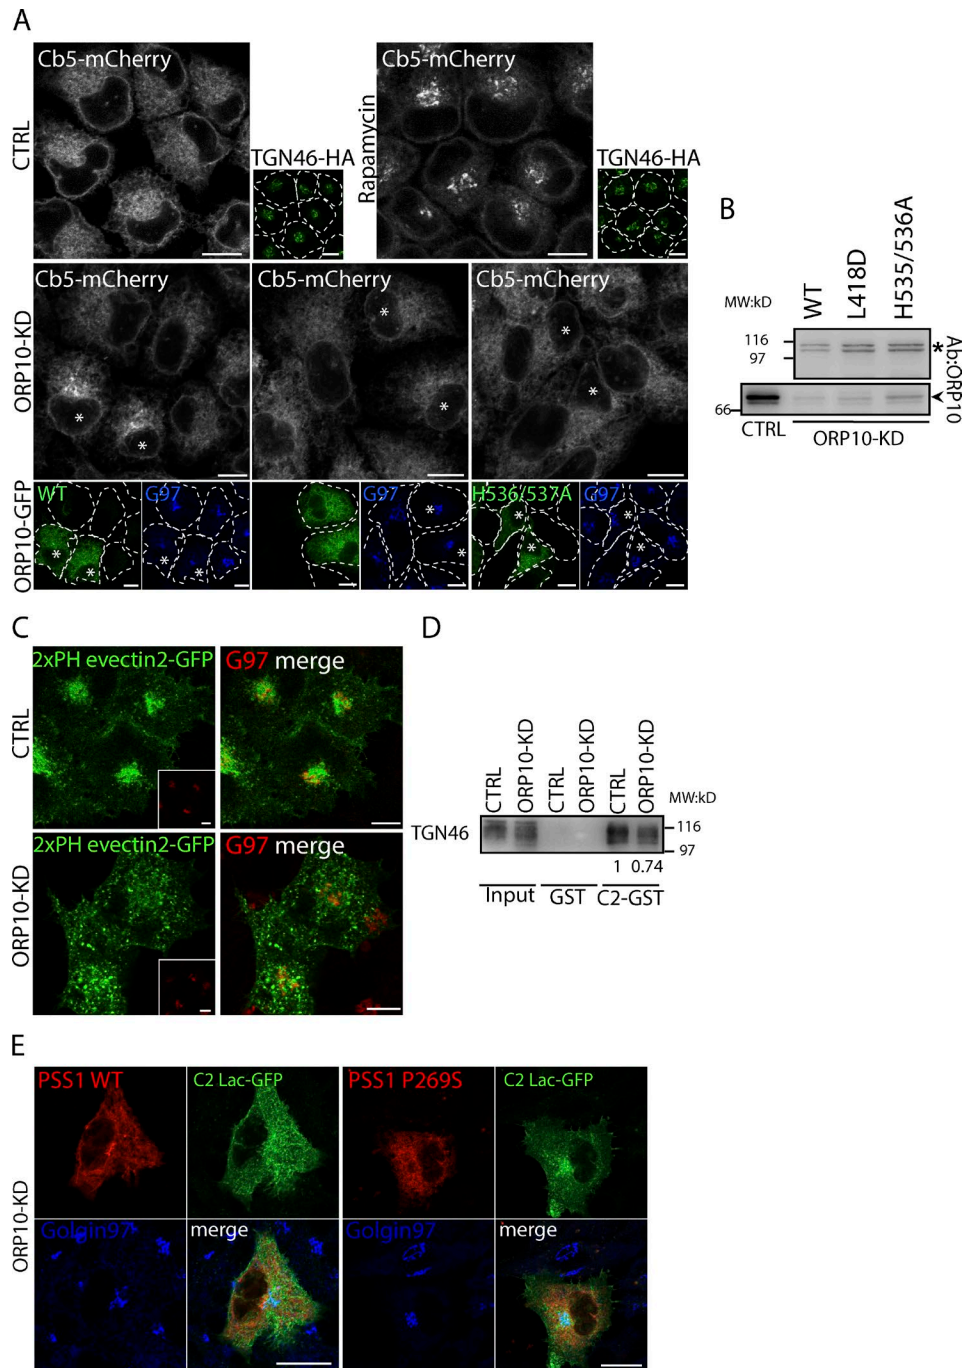 A
Cb5-mCherry
Cb5-mCherry
CTRL
TGN46-HA
Rapamycin
TGN46-HA
Cb5-mCherry
Cb5-mCherry
Cb5-mCherry
ORP10-KD
*
*
*
*
*
*
ORP10-GFP
WT
G97
G97
H536/537A
G97
*
*
*
*
*
*
*
*
*
*
B
WT
L418D
H535/536A
MW:kD
116
97
*
66
CTRL
ORP10-KD
Ab:ORP10
C
2xPH evectin2-GFP
G97 merge
CTRL
2xPH evectin2-GFP
G97 merge
ORP10-KD
D
CTRL
ORP10-KD
CTRL
ORP10-KD
CTRL
ORP10-KD
MW:kD
TGN46
116
97
1 0.74
Input GST C2-GST
E
PSS1 WT
C2 Lac-GFP
PSS1 P269S
C2 Lac-GFP
ORP10-KD
Golgin97
merge
Golgin97
merge